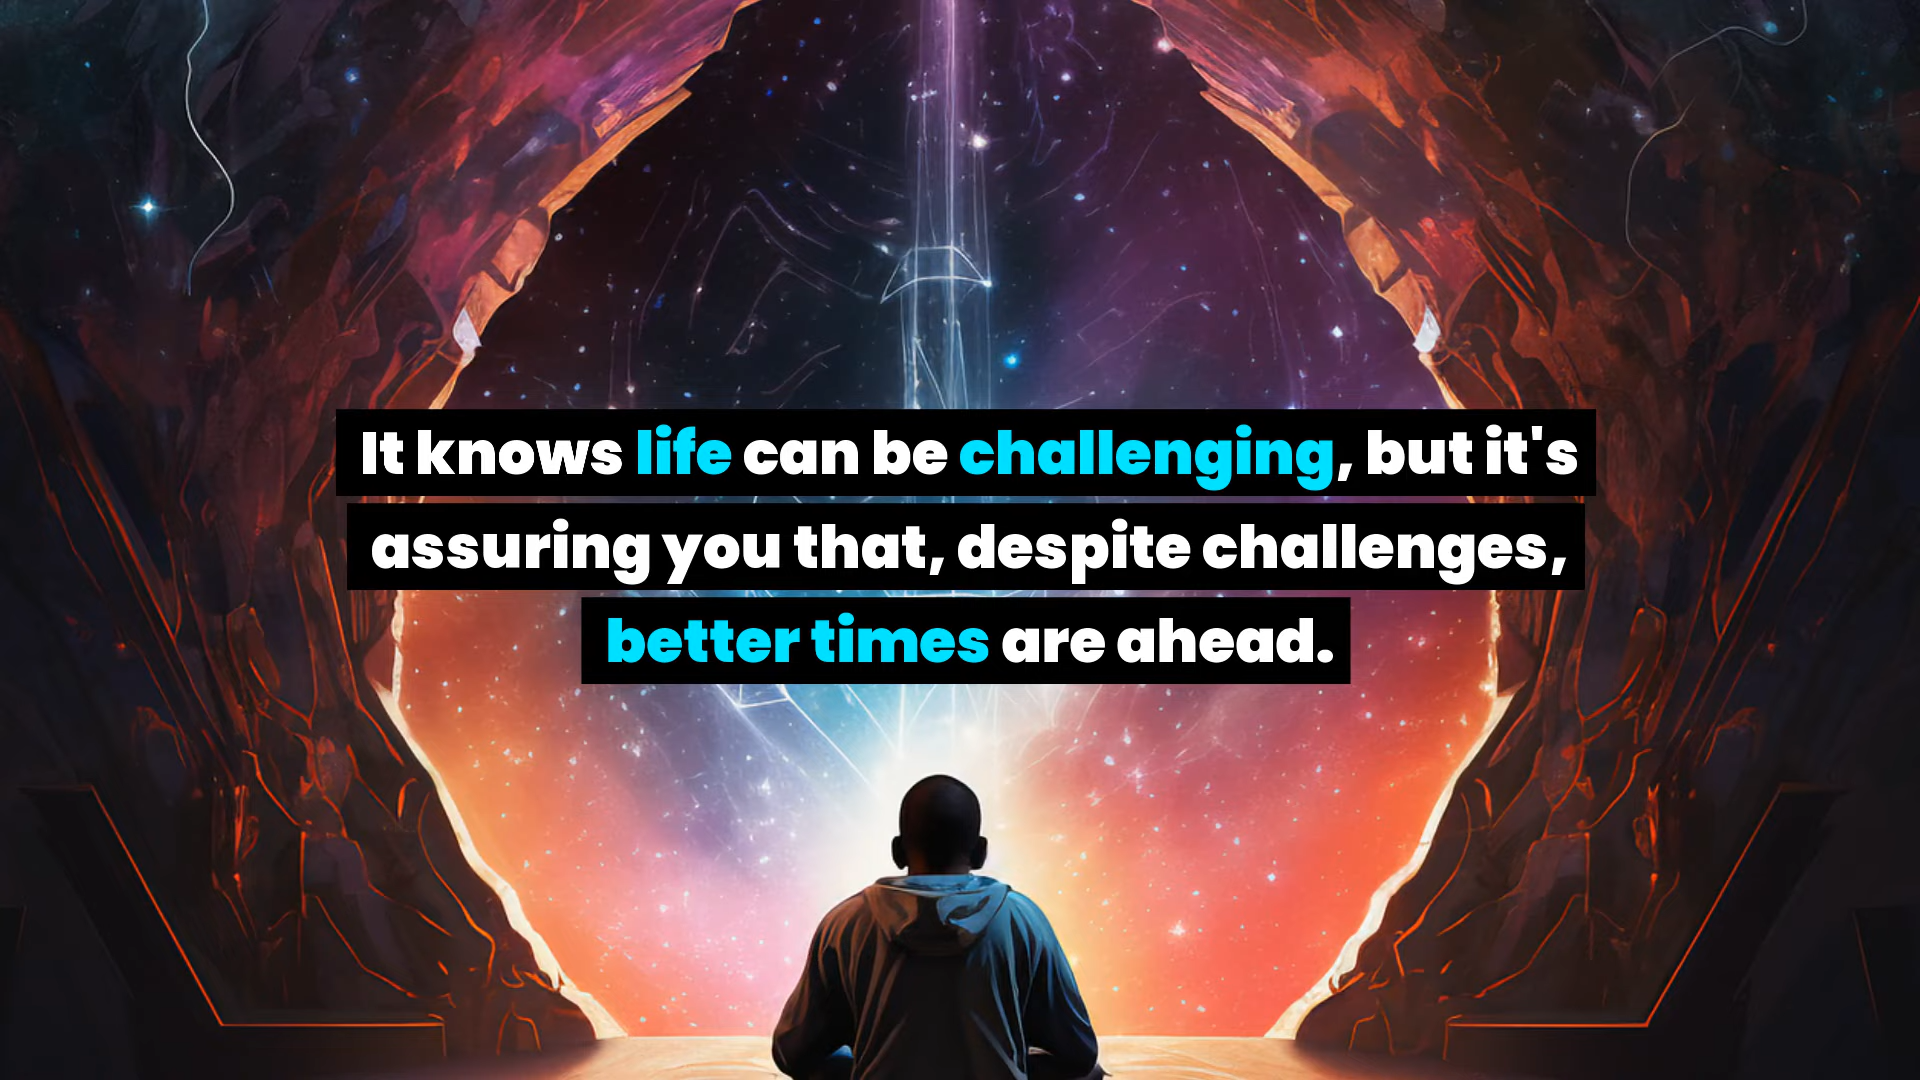 It knows life can be challenging, but it's
assuring you that, despite challenges,
better times are ahead.